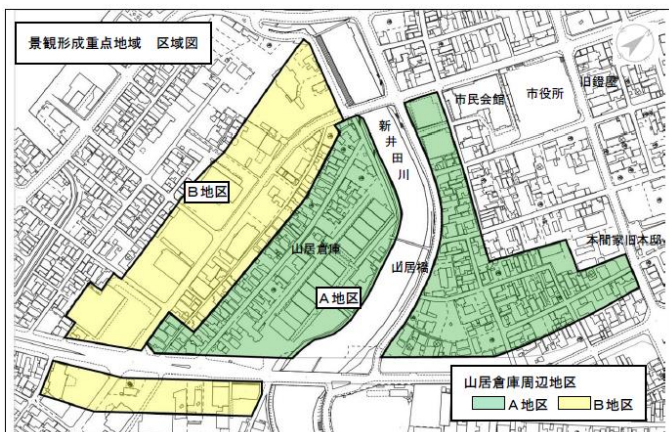 景観形成重点地域 区域図
市民会館
市役所
旧鐙屋
新井田川
B地区
山居倉庫
山居橋
本間家旧本邸
A地区
山居倉庫周辺地区
A地区 B地区